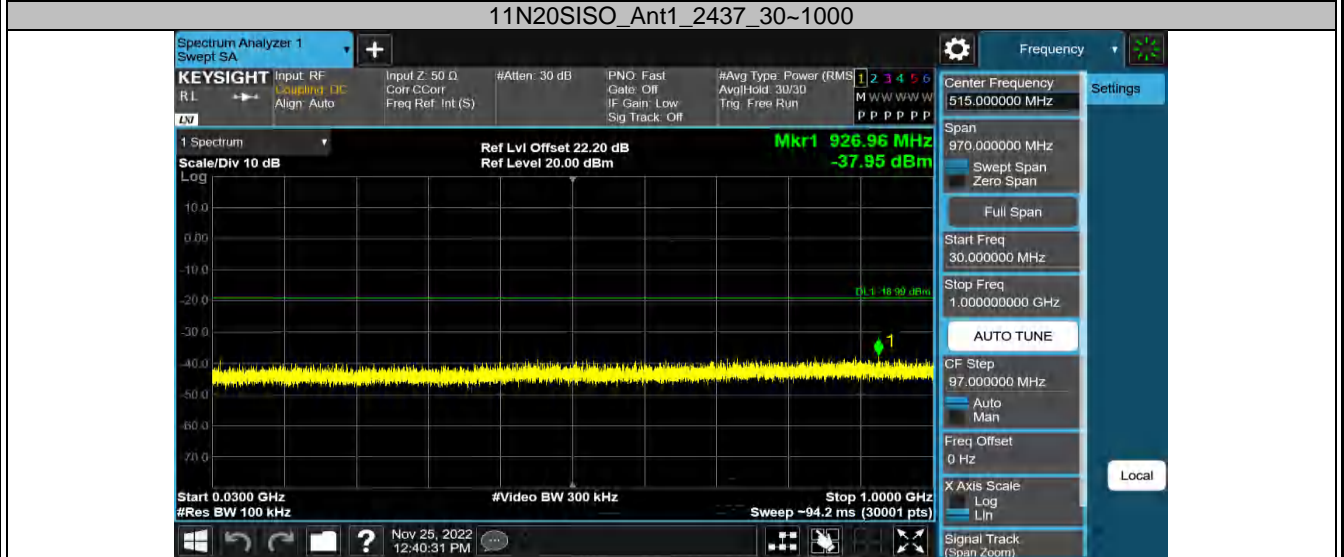 11N20SISO_Ant1_2437_30~1000
Spectrum Analyzer 1
Swept SA
+
Frequency
KEYSIGHT
RL
LXI
Input: RF
Coupling: DC
Align: Auto
Input Z: 50 Ω
Corr CCorr
Freq Ref: Int (S)
#Atten: 30 dB
PNO: Fast
Gate: Off
IF Gain: Low
Sig Track: Off
#Avg Type: Power (RMS
Avg|Hold: 30/30
Trig: Free Run
1 2 3 4 5 6
M W W W W W
P P P P P P
1 Spectrum
Scale/Div 10 dB
Log
Ref Lvl Offset 22.20 dB
Ref Level 20.00 dBm
Mkr1 926.96 MHz
-37.95 dBm
10.0
0.00
-10.0
-20.0
-30.0
-40.0
-50.0
-60.0
-70.0
DL1 -18.99 dBm
1
Start 0.0300 GHz
#Res BW 100 kHz
#Video BW 300 kHz
Stop 1.0000 GHz
Sweep ~94.2 ms (30001 pts)
?
Nov 25, 2022
12:40:31 PM
Center Frequency
515.000000 MHz
Span
970.000000 MHz
Swept Span
Zero Span
Full Span
Start Freq
30.000000 MHz
Stop Freq
1.000000000 GHz
AUTO TUNE
CF Step
97.000000 MHz
Auto
Man
Freq Offset
0 Hz
X Axis Scale
Log
Lin
Signal Track
(Span Zoom)
Settings
Local